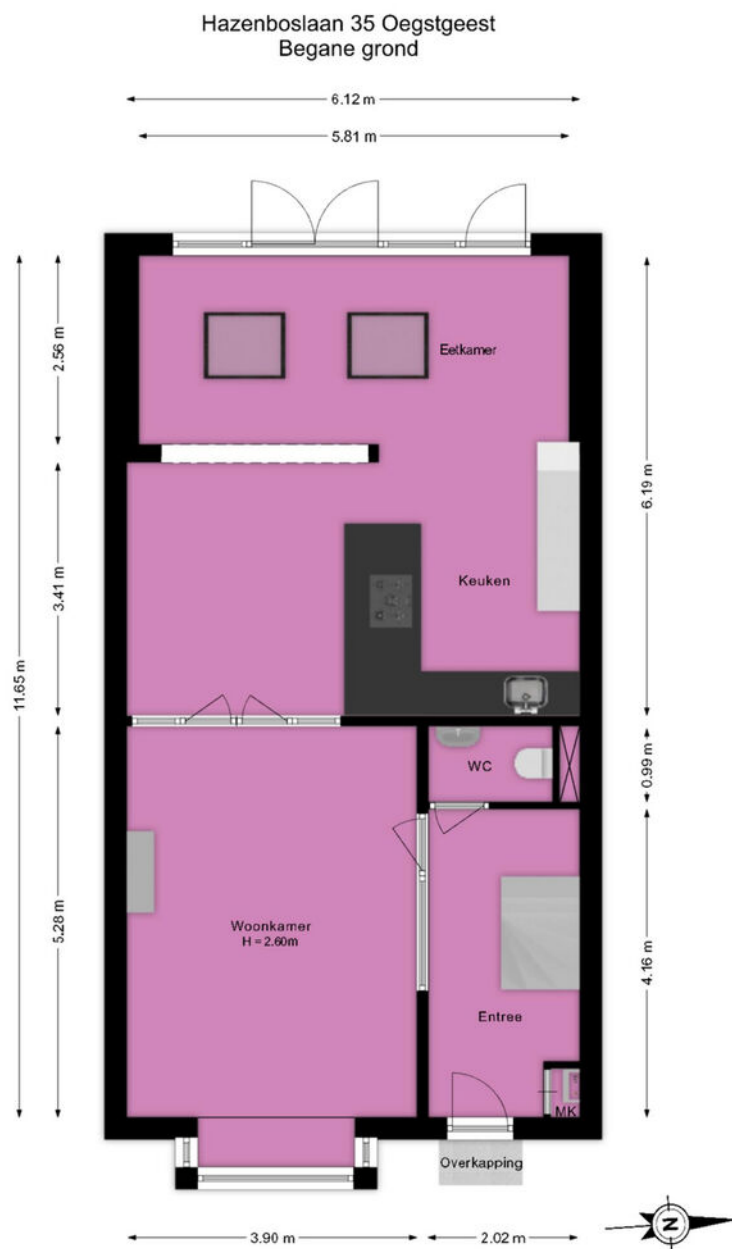 Hazenboslaan 35 Oegstgeest
Begane grond
6.12 m
5.81 m
2.56 m
Eetkamer
6.19 m
3.41 m
Keuken
11.65 m
WC
0.99 m
5.28 m
Woonkamer
H = 2.60m
4.16 m
Entree
MK
Overkapping
3.90 m
2.02 m
N